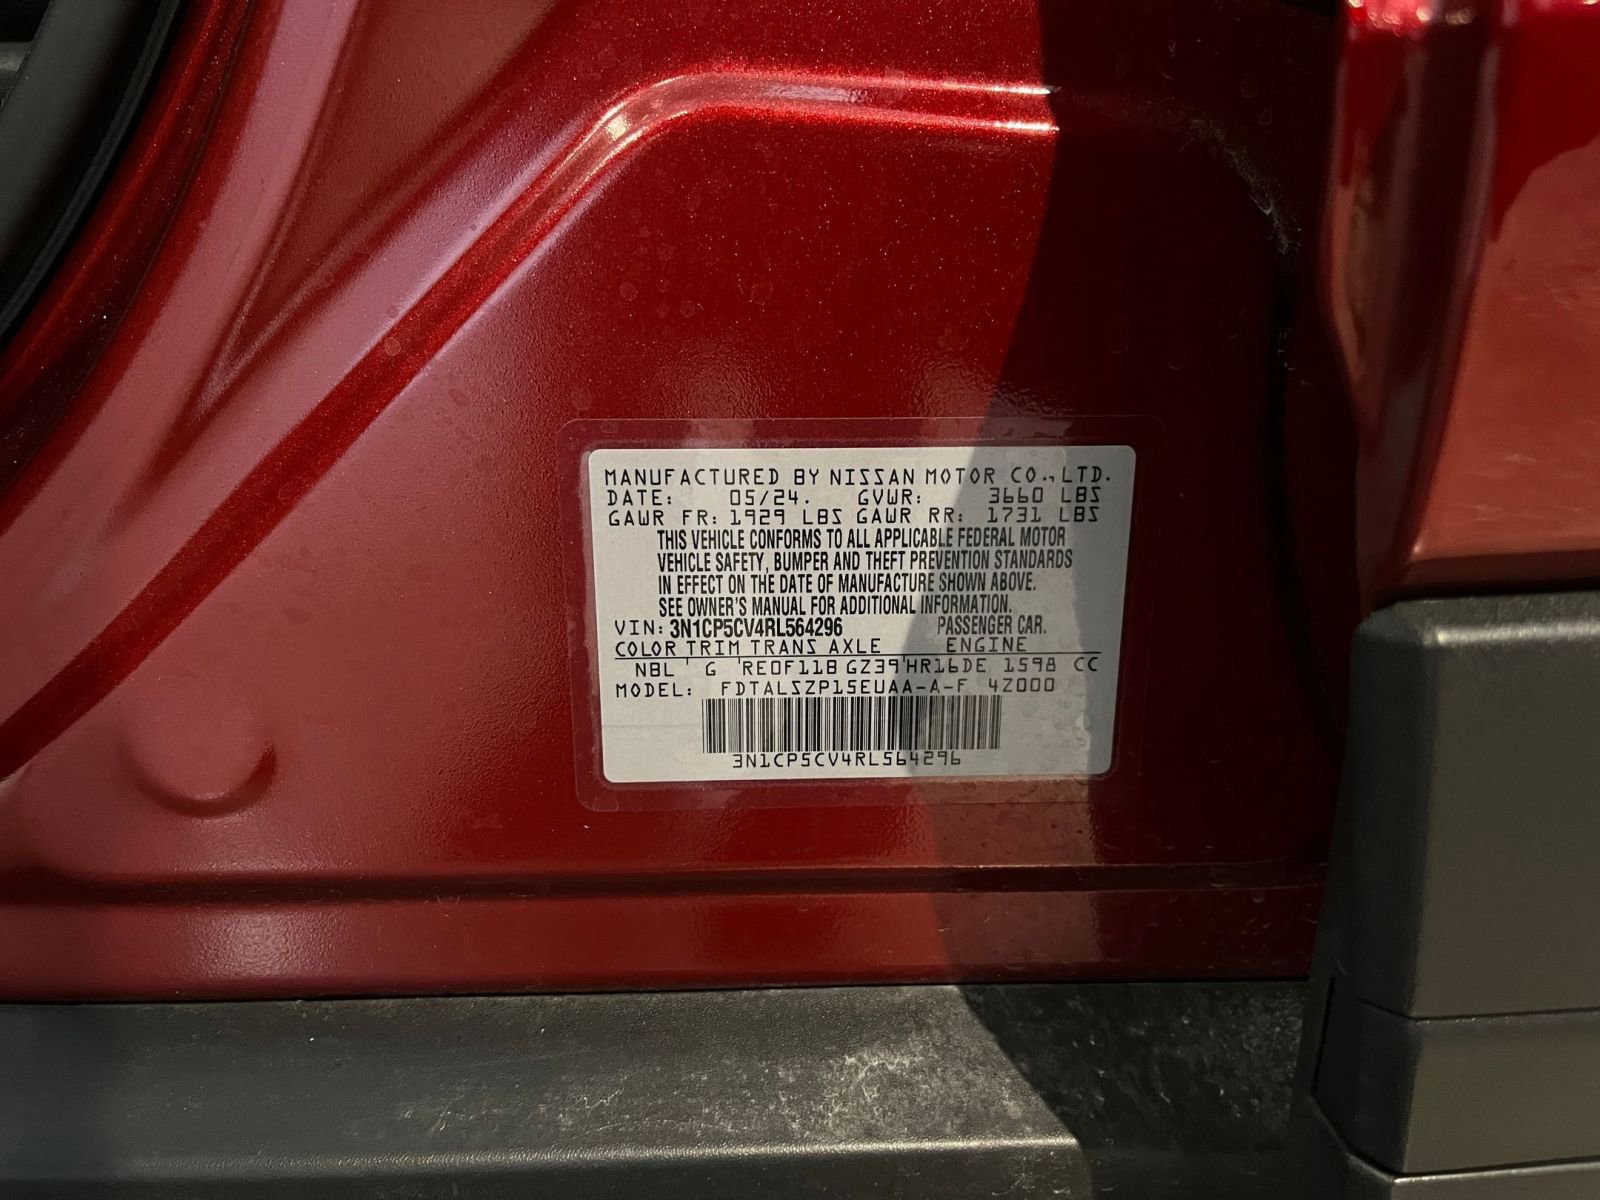 MANUFACTURED BY NISSAN MOTOR CO.,LTD.
DATE: 05/24. GVWR: 3660 LBS
GAWR FR: 1929 LBS GAWR RR: 1731 LBS
THIS VEHICLE CONFORMS TO ALL APPLICABLE FEDERAL MOTOR
VEHICLE SAFETY, BUMPER AND THEFT PREVENTION STANDARDS
IN EFFECT ON THE DATE OF MANUFACTURE SHOWN ABOVE.
SEE OWNER'S MANUAL FOR ADDITIONAL INFORMATION.
VIN: 3N1CP5CV4RL564296 PASSENGER CAR.
COLOR TRIM TRANS AXLE ENGINE
NBL G RE0F11B GZ39 HR16DE 1598 CC
MODEL: FDTALSZP15EUAA-A-F 4Z000
3N1CP5CV4RL564296